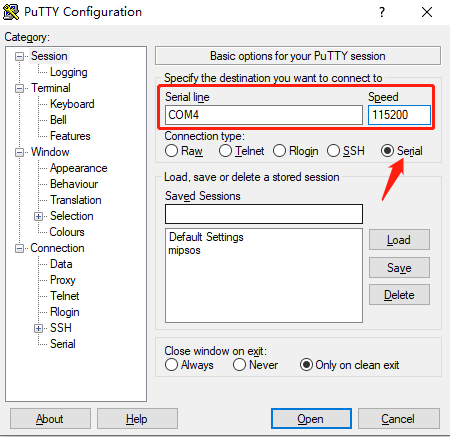 PuTTY Configuration
Category:
Session
Logging
Terminal
Keyboard
Bell
Features
Window
Appearance
Behaviour
Translation
Selection
Colours
Connection
Data
Proxy
Telnet
Rlogin
SSH
Serial
Basic options for your PuTTY session
Specify the destination you want to connect to
Serial line Speed
COM4 115200
Connection type:
Raw Telnet Rlogin SSH Serial
Load, save or delete a stored session
Saved Sessions
Default Settings
mipsos
Load
Save
Delete
Close window on exit:
Always Never Only on clean exit
About Help Open Cancel